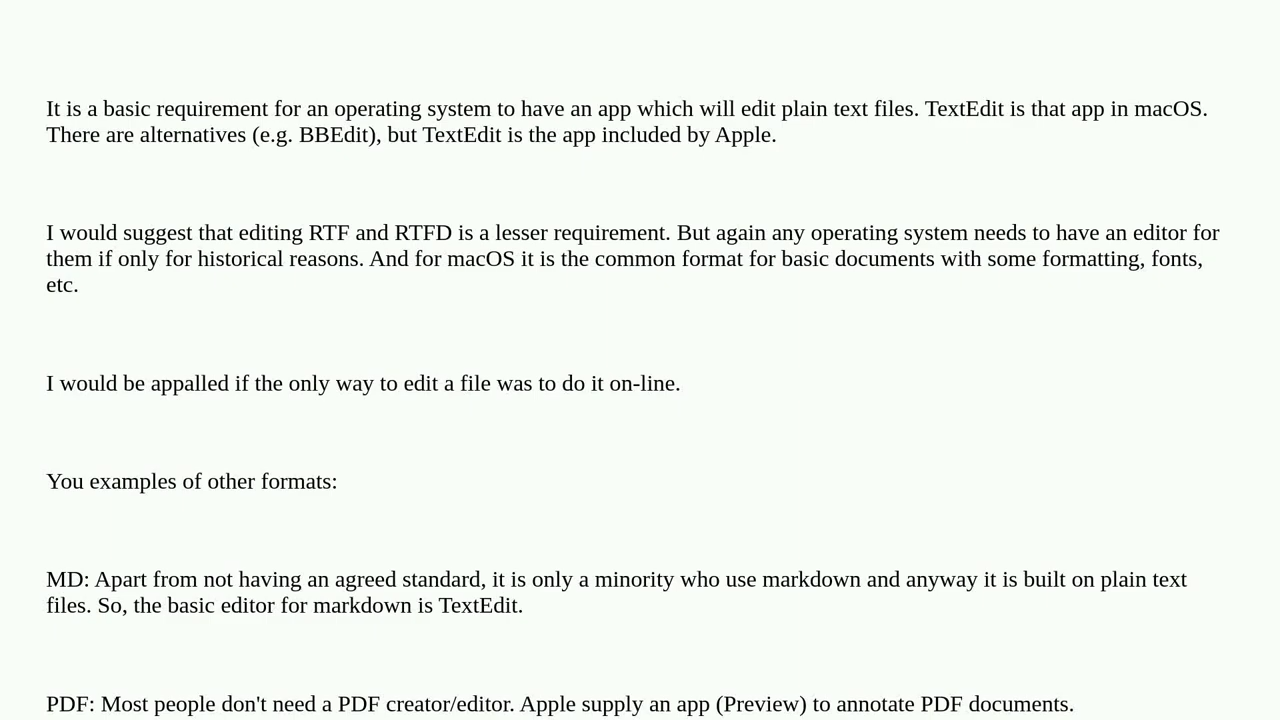 It is a basic requirement for an operating system to have an app which will edit plain text files. TextEdit is that app in macOS.
There are alternatives (e.g. BBEdit), but TextEdit is the app included by Apple.
I would suggest that editing RTF and RTFD is a lesser requirement. But again any operating system needs to have an editor for
them if only for historical reasons. And for macOS it is the common format for basic documents with some formatting, fonts,
etc.
I would be appalled if the only way to edit a file was to do it on-line.
You examples of other formats:
MD: Apart from not having an agreed standard, it is only a minority who use markdown and anyway it is built on plain text
files. So, the basic editor for markdown is TextEdit.
PDF: Most people don't need a PDF creator/editor. Apple supply an app (Preview) to annotate PDF documents.